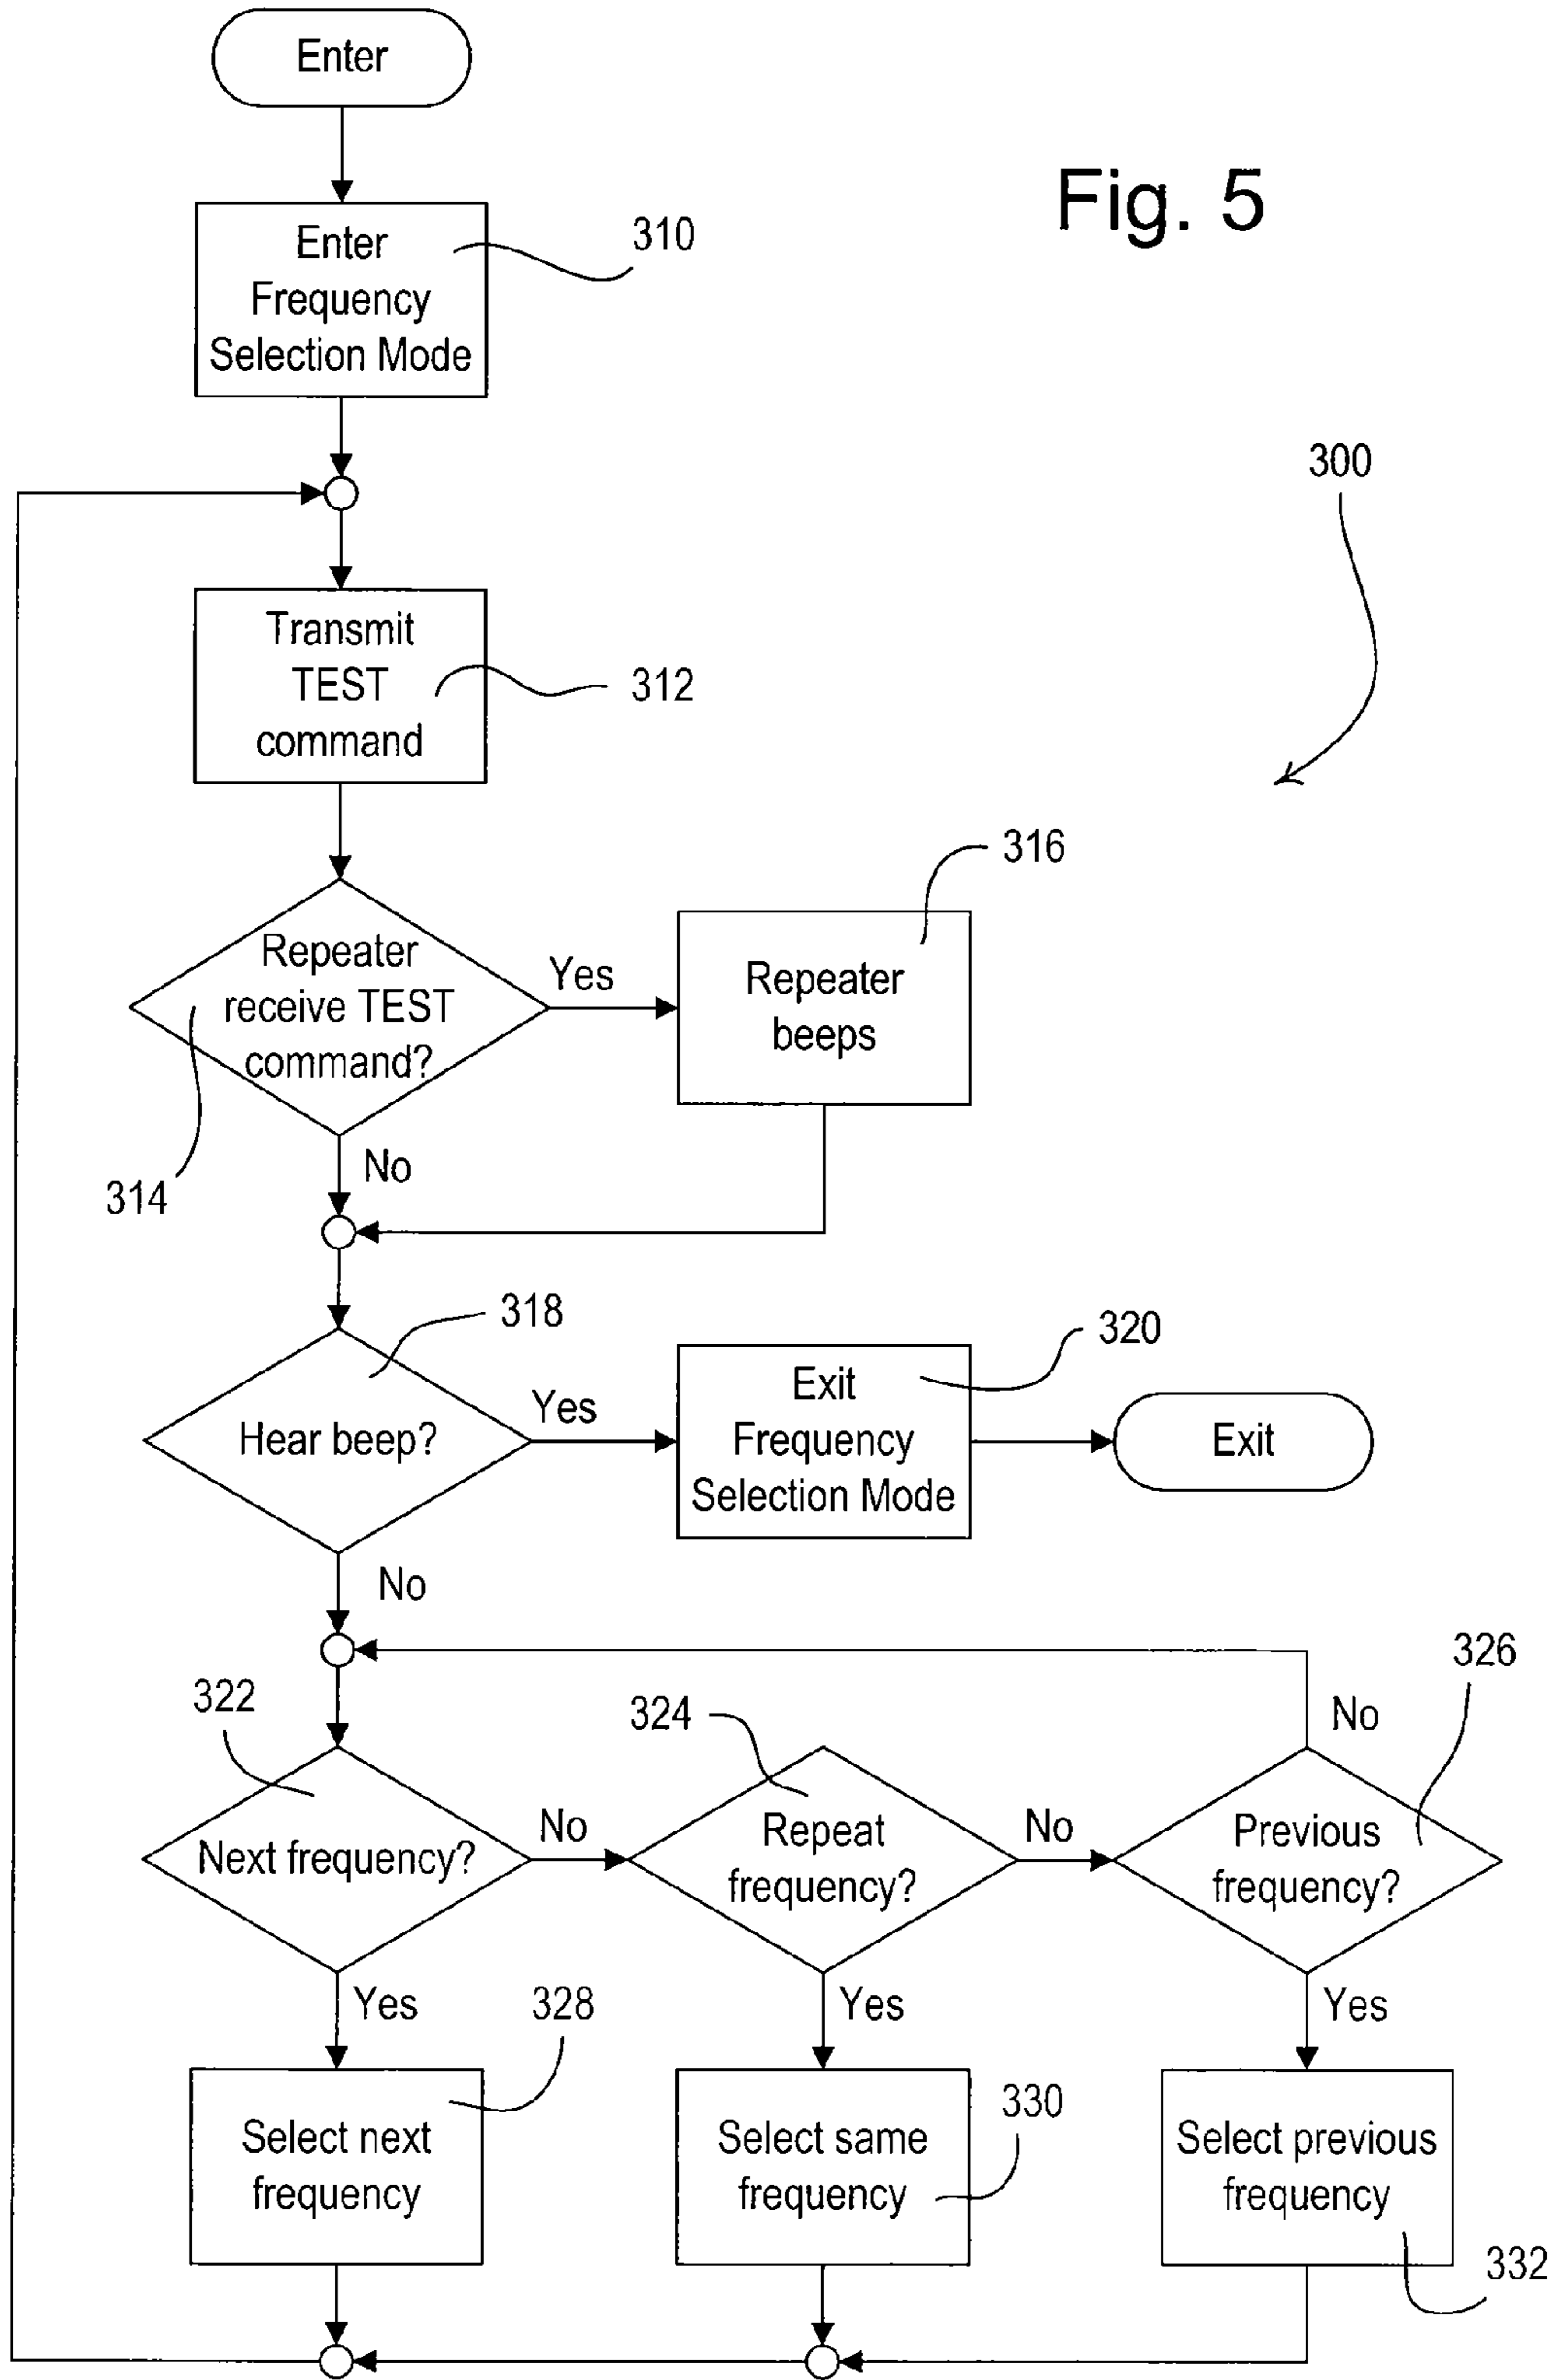 Enter
Fig. 5
Enter
Frequency
Selection Mode
310
300
Transmit
TEST
command
312
316
Repeater
receive TEST
command?
Yes
Repeater
beeps
314
No
318
320
Hear beep?
Yes
Exit
Frequency
Selection Mode
Exit
No
326
322
324
No
Next frequency?
No
Repeat
frequency?
No
Previous
frequency?
Yes
328
Yes
Yes
Select next
frequency
Select same
frequency
330
Select previous
frequency
332